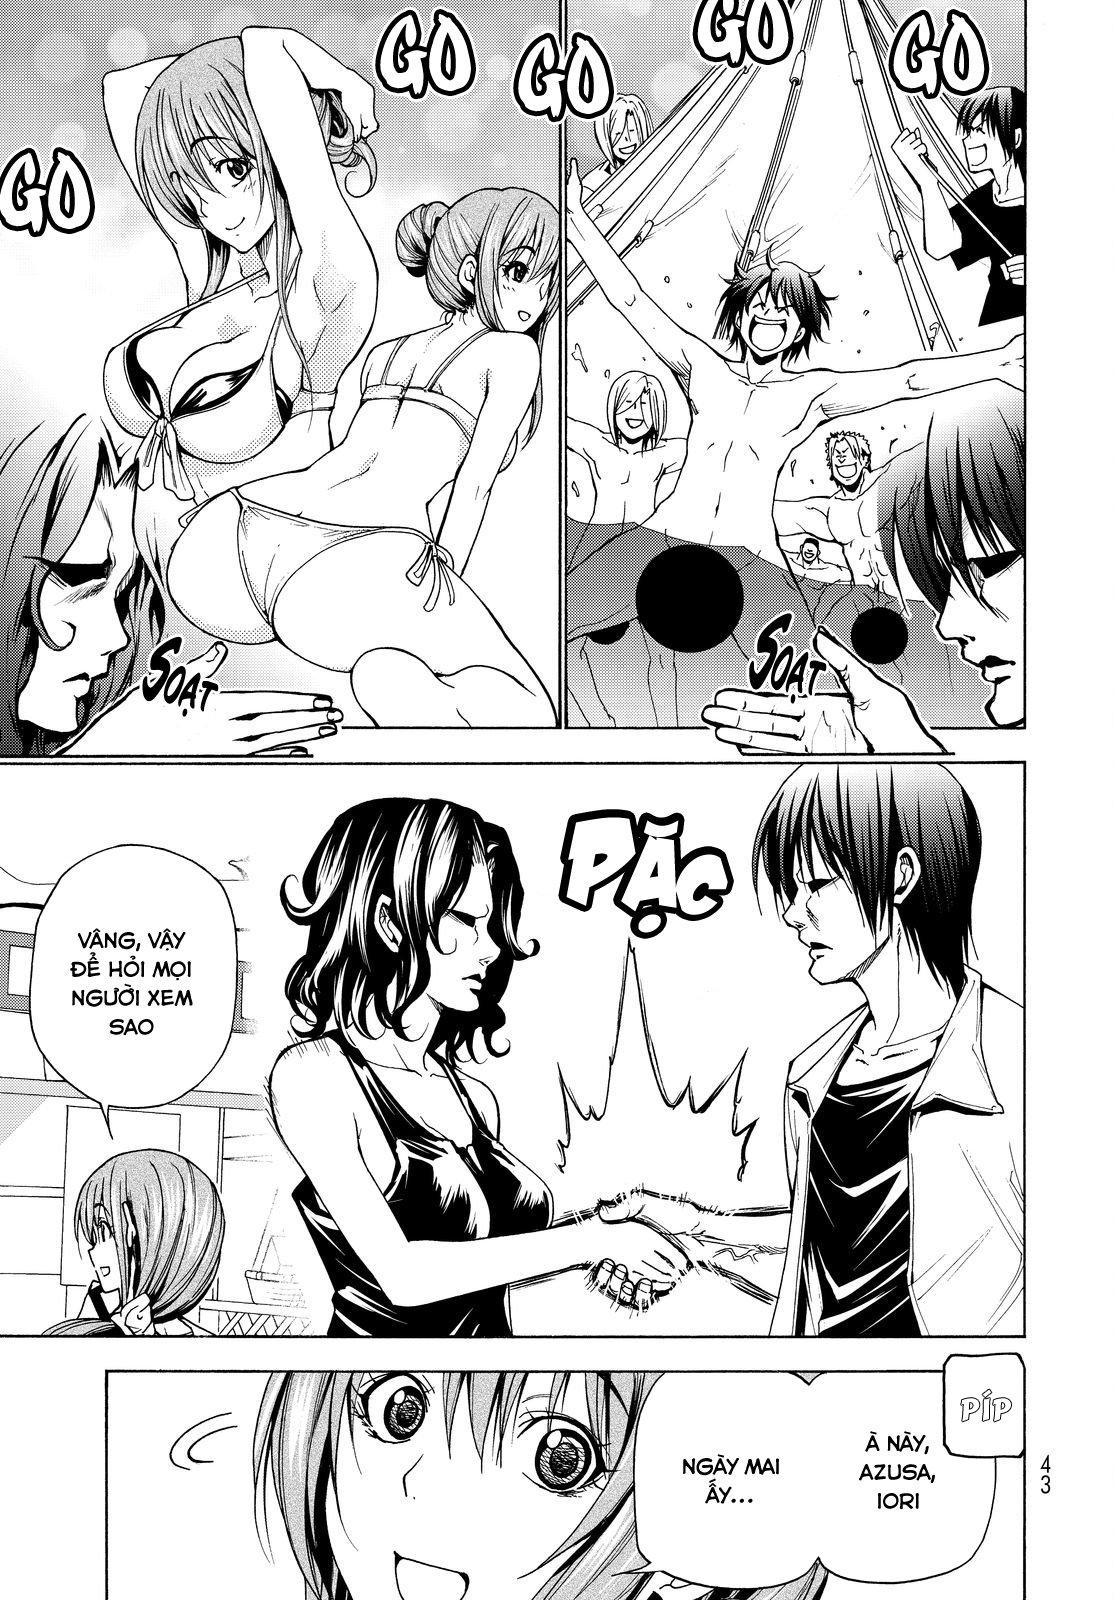 GO
GO
GO
GO
GO
SOẠT
SOẠT
PẶC
VÂNG, VẬY
ĐỂ HỎI MỌI
NGƯỜI XEM
SAO
PÍP
À NÀY,
AZUSA,
IORI
NGÀY MAI
ẤY...
43